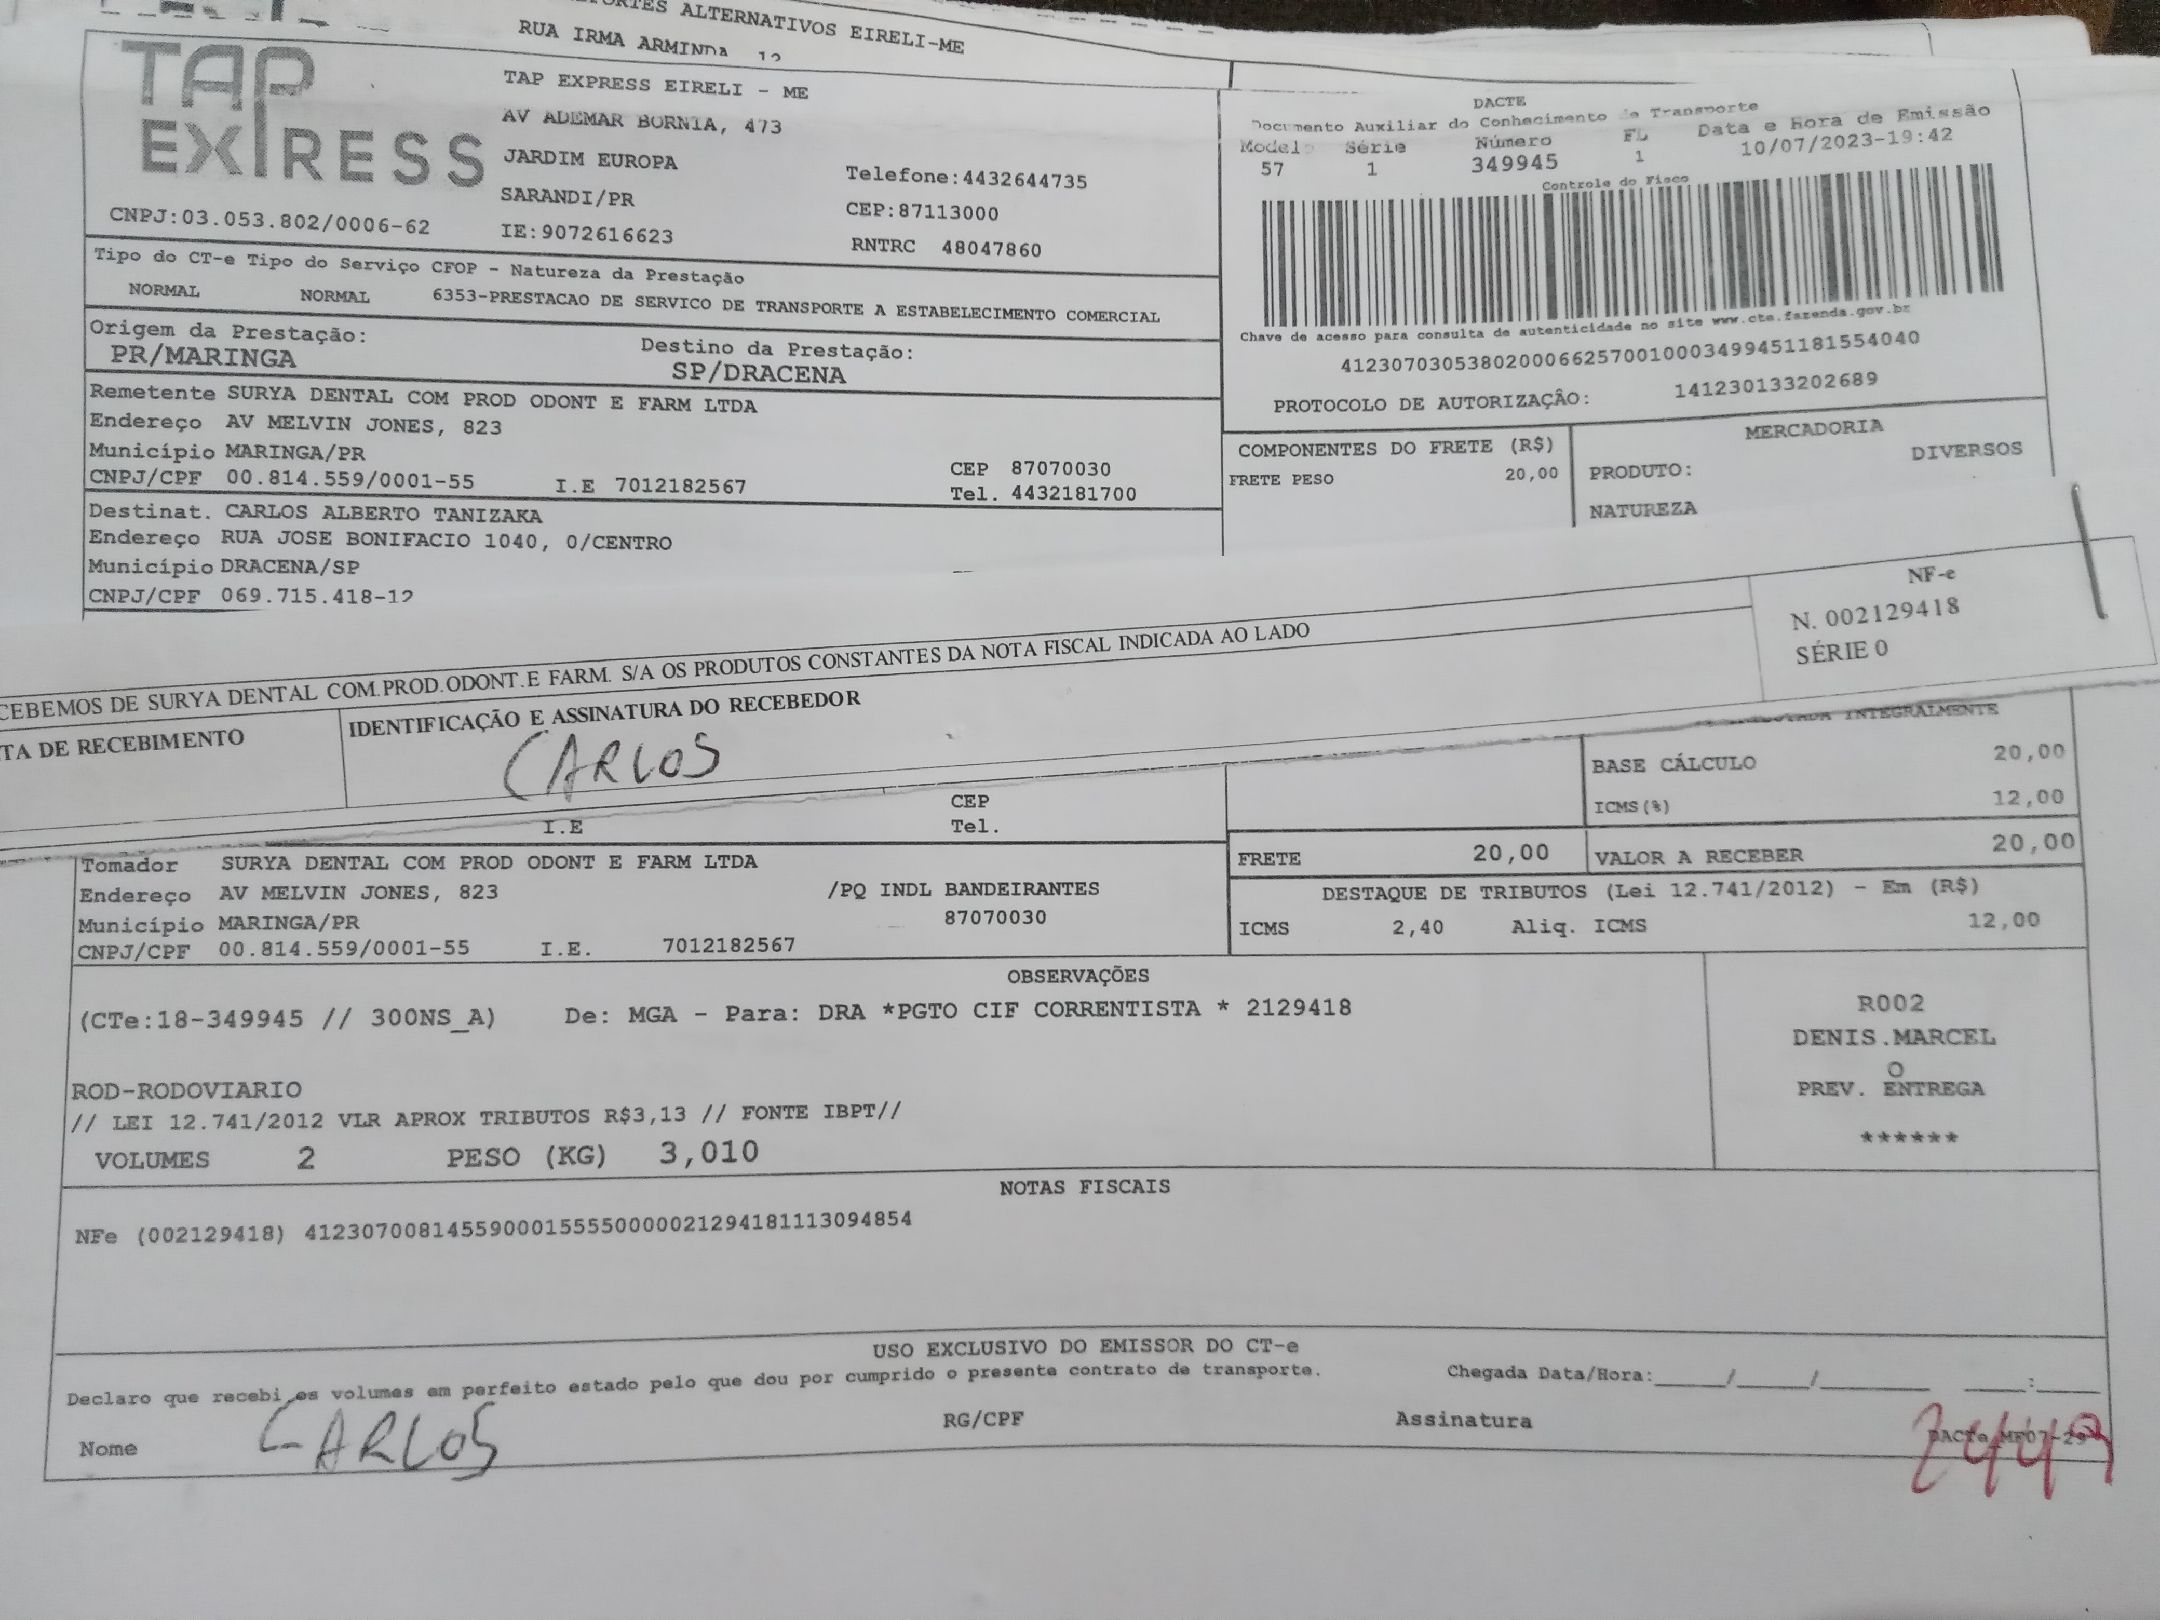 ALTERNATIVOS EIRELI-ME
RUA IRMA ARMINDA
TAP
EXPRESS
TAP EXPRESS EIRELI - ME
AV ADEMAR BORNIA, 473
JARDIM EUROPA
Telefone:4432644735
SARANDI/PR
CEP:87113000
CNPJ:03.053.802/0006-62
IE:9072616623
RNTRC 48047860
DACTE
Documento Auxiliar do Conhecimento de Transporte
Modelo Série Número FL Data e Hora de Emissão
57 1 349945 1 10/07/2023-19:42
Controle do Fisco
Chave de acesso para consulta de autenticidade no site www.cte.fazenda.gov.br
41230703053802000662570010003499451181554040
PROTOCOLO DE AUTORIZAÇÃO: 141230133202689
Tipo do CT-e Tipo do Serviço CFOP - Natureza da Prestação
NORMAL NORMAL 6353-PRESTACAO DE SERVICO DE TRANSPORTE A ESTABELECIMENTO COMERCIAL
Origem da Prestação: Destino da Prestação:
PR/MARINGA SP/DRACENA
Remetente SURYA DENTAL COM PROD ODONT E FARM LTDA
Endereço AV MELVIN JONES, 823
Município MARINGA/PR CEP 87070030
CNPJ/CPF 00.814.559/0001-55 I.E 7012182567 Tel. 4432181700
COMPONENTES DO FRETE (R$)
FRETE PESO 20,00
MERCADORIA
PRODUTO: DIVERSOS
NATUREZA
Destinat. CARLOS ALBERTO TANIZAKA
Endereço RUA JOSE BONIFACIO 1040, 0/CENTRO
Município DRACENA/SP
CNPJ/CPF 069.715.418-12
NF-e
N. 002129418
SÉRIE 0
CEBEMOS DE SURYA DENTAL COM.PROD.ODONT.E FARM. S/A OS PRODUTOS CONSTANTES DA NOTA FISCAL INDICADA AO LADO
TA DE RECEBIMENTO IDENTIFICAÇÃO E ASSINATURA DO RECEBEDOR
CARLOS
INTEGRALMENTE
BASE CÁLCULO 20,00
ICMS(%) 12,00
CEP
I.E Tel.
FRETE 20,00 VALOR A RECEBER 20,00
Tomador SURYA DENTAL COM PROD ODONT E FARM LTDA
Endereço AV MELVIN JONES, 823 /PQ INDL BANDEIRANTES
Município MARINGA/PR 87070030
CNPJ/CPF 00.814.559/0001-55 I.E. 7012182567
DESTAQUE DE TRIBUTOS (Lei 12.741/2012) - Em (R$)
ICMS 2,40 Aliq. ICMS 12,00
OBSERVAÇÕES
(CTe:18-349945 // 300NS_A) De: MGA - Para: DRA *PGTO CIF CORRENTISTA * 2129418
R002
DENIS.MARCEL
O
PREV. ENTREGA
******
ROD-RODOVIARIO
// LEI 12.741/2012 VLR APROX TRIBUTOS R$3,13 // FONTE IBPT//
VOLUMES 2 PESO (KG) 3,010
NOTAS FISCAIS
NFe (002129418) 41230700814559000155550000021294181113094854
USO EXCLUSIVO DO EMISSOR DO CT-e
Declaro que recebi os volumes em perfeito estado pelo que dou por cumprido o presente contrato de transporte. Chegada Data/Hora:_____/_____/_______ ____:____
Nome CARLOS RG/CPF Assinatura